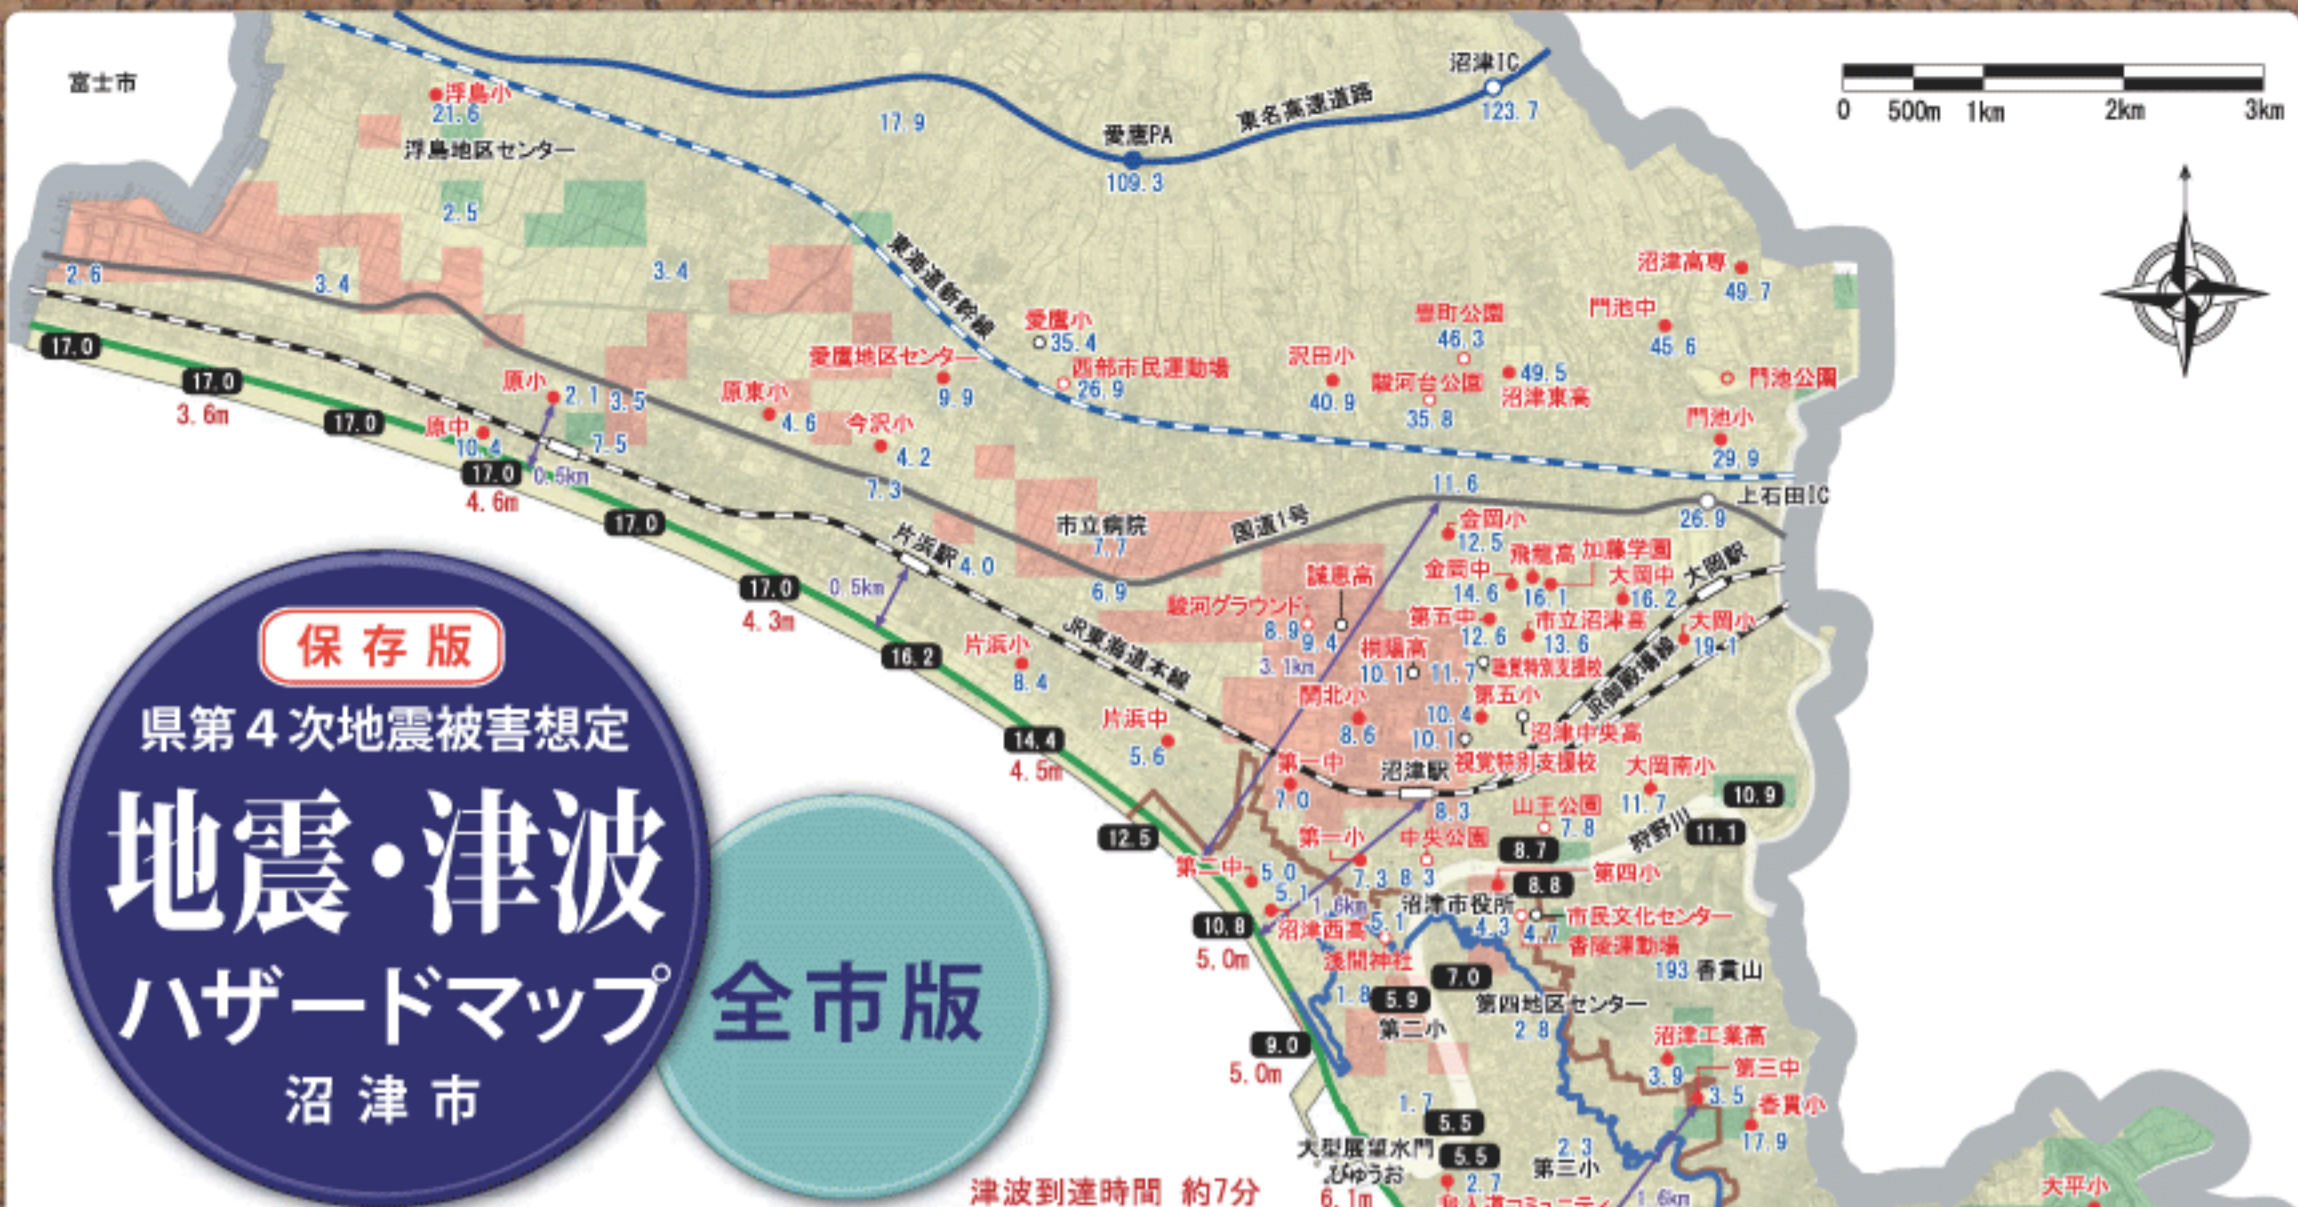 富士市
浮島小
21.6
浮島地区センター
2.5
17.9
愛鷹PA
109.3
東名高速道路
沼津IC
123.7
0 500m 1km 2km 3km
2.6
3.4
3.4
東海道新幹線
沼津高専
49.7
門池中
45.6
門池公園
門池小
29.9
愛鷹小
35.4
西部市民運動場
26.9
愛鷹地区センター
9.9
沢田小
40.9
豊町公園
46.3
駿河台公園
35.8
49.5
沼津東高
17.0
17.0
3.6m
17.0
原小
2.1
3.5
原中
10.4
7.5
17.0
0.5km
4.6m
原東小
4.6
今沢小
4.2
7.3
17.0
11.6
上石田IC
26.9
国道1号
市立病院
7.7
6.9
片浜駅
4.0
0.5km
17.0
4.3m
16.2
JR東海道本線
金岡小
12.5
飛龍高
加藤学園
金岡中
14.6
16.1
大岡中
16.2
大岡駅
誠恵高
駿河グラウンド
8.9
9.4
第五中
12.6
市立沼津高
13.6
大岡小
19.1
桐陽高
10.1
11.7
聴覚特別支援校
JR御殿場線
3.1km
片浜小
8.4
開北小
8.6
第五小
10.4
10.1
沼津中央高
視覚特別支援校
片浜中
5.6
14.4
4.5m
第一中
7.0
沼津駅
8.3
大岡南小
11.7
10.9
山王公園
7.8
狩野川
11.1
12.5
第一小
7.3
中央公園
8.3
8.7
第二中
5.0
5.1
8.8
第四小
沼津市役所
4.3
4.7
市民文化センター
香陵運動場
1.6km
10.8
5.0m
沼津西高
5.1
浅間神社
193 香貫山
7.0
1.8
5.9
第二小
第四地区センター
2.8
9.0
5.0m
沼津工業高
3.9
第三中
3.5
香貫小
17.9
1.7
5.5
大型展望水門
びゅうお
5.5
2.3
第三小
2.7
6.1m
1.6km
大平小
保存版
県第4次地震被害想定
地震・津波
ハザードマップ
沼津市
全市版
津波到達時間 約7分